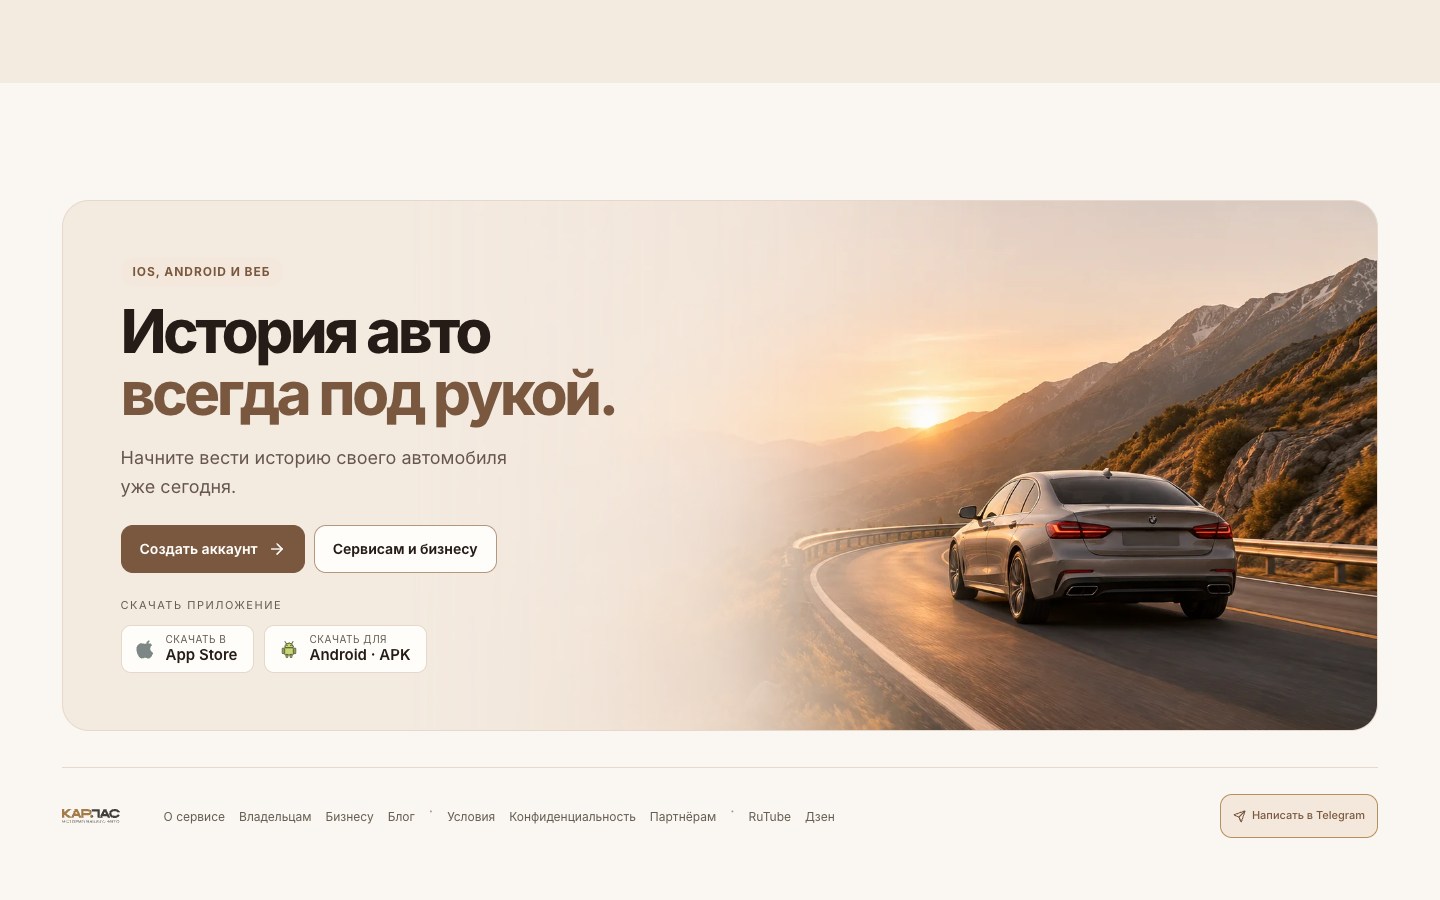 IOS, ANDROID И ВЕБ
История авто
всегда под рукой.
Начните вести историю своего автомобиля
уже сегодня.
Создать аккаунт
Сервисам и бизнесу
СКАЧАТЬ ПРИЛОЖЕНИЕ
СКАЧАТЬ В
App Store
СКАЧАТЬ ДЛЯ
Android · APK
КАРПАС
О сервисе Владельцам Бизнесу Блог · Условия Конфиденциальность Партнёрам · RuTube Дзен
Написать в Telegram